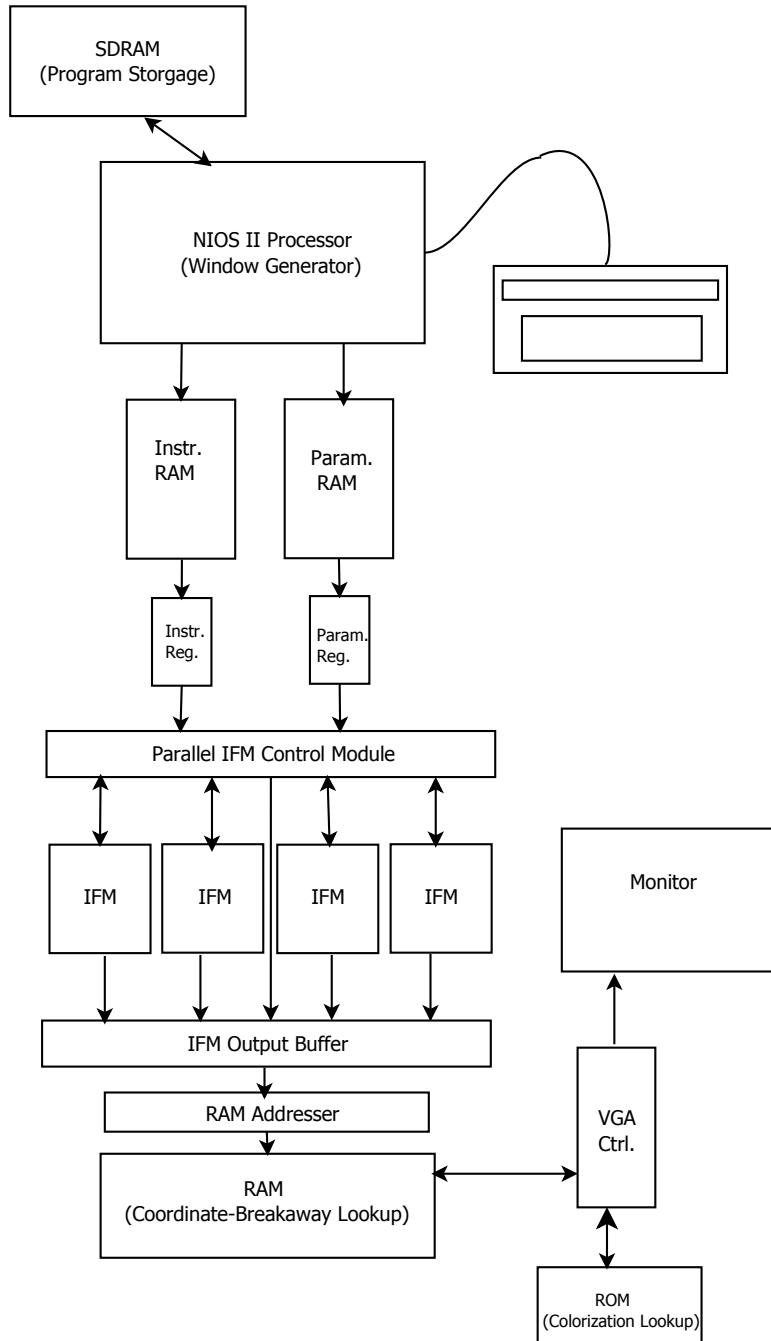 SDRAM
(Program Storgage)
NIOS II Processor
(Window Generator)
Instr.
RAM
Param.
RAM
Instr.
Reg.
Param.
Reg.
Parallel IFM Control Module
IFM
IFM
IFM
IFM
Monitor
IFM Output Buffer
RAM Addresser
VGA
Ctrl.
RAM
(Coordinate-Breakaway Lookup)
ROM
(Colorization Lookup)